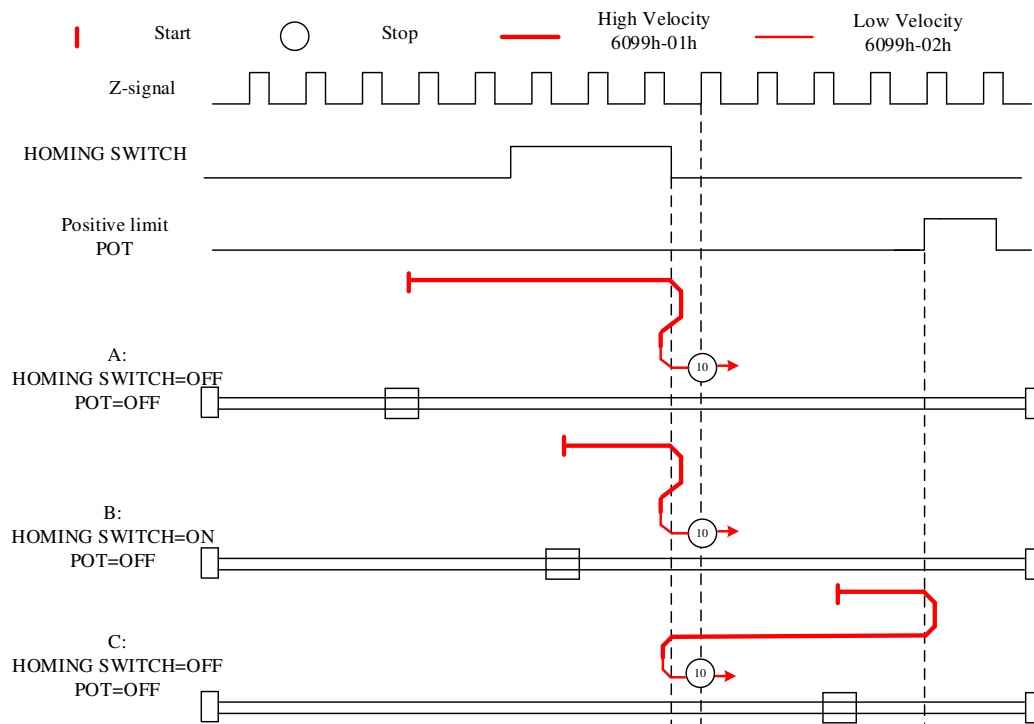 Start
Stop
High Velocity
6099h-01h
Low Velocity
6099h-02h
Z-signal
HOMING SWITCH
Positive limit
POT
10
A:
HOMING SWITCH=OFF
POT=OFF
10
B:
HOMING SWITCH=ON
POT=OFF
C:
HOMING SWITCH=OFF
POT=OFF
10